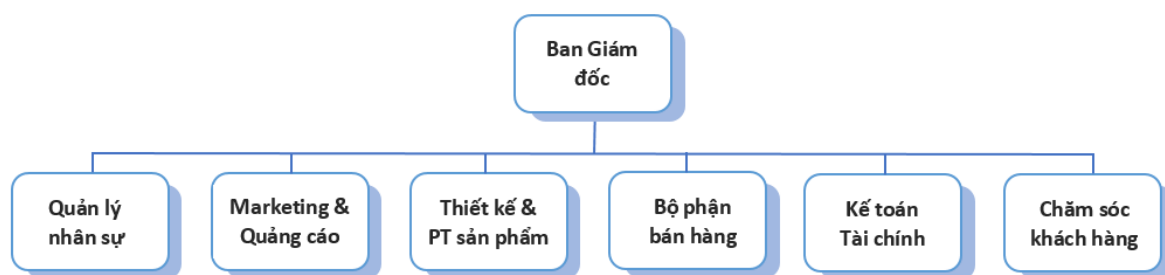 Ban Giám
đốc
Quản lý
nhân sự
Marketing &
Quảng cáo
Thiết kế &
PT sản phẩm
Bộ phận
bán hàng
Kế toán
Tài chính
Chăm sóc
khách hàng